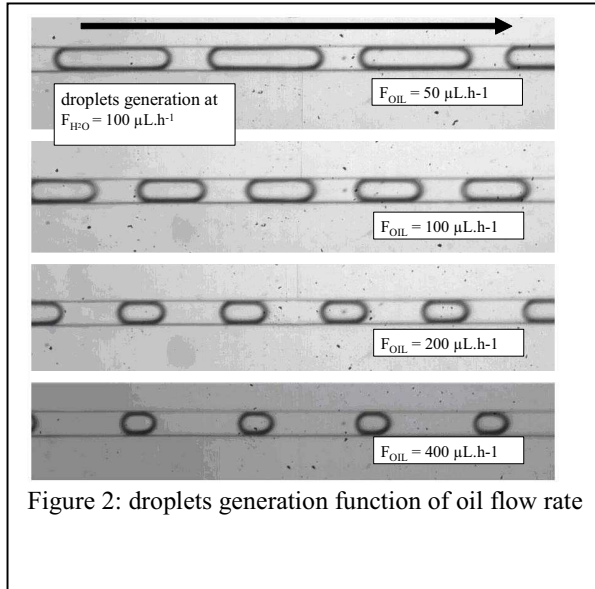 droplets generation at
F_H²O = 100 µL.h⁻¹
F_OIL = 50 µL.h-1
F_OIL = 100 µL.h-1
F_OIL = 200 µL.h-1
F_OIL = 400 µL.h-1
Figure 2: droplets generation function of oil flow rate